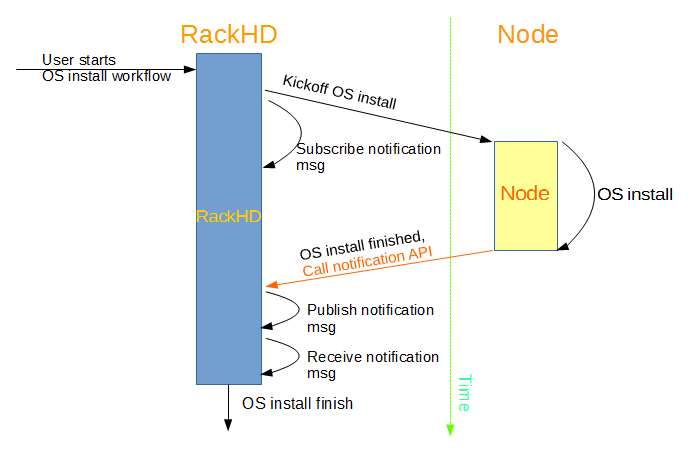 RackHD
Node
User starts
OS install workflow
Kickoff OS install
Subscribe notification
msg
Node
OS install
RackHD
OS install finished,
Call notification API
Publish notification
msg
Receive notification
msg
Time
OS install finish